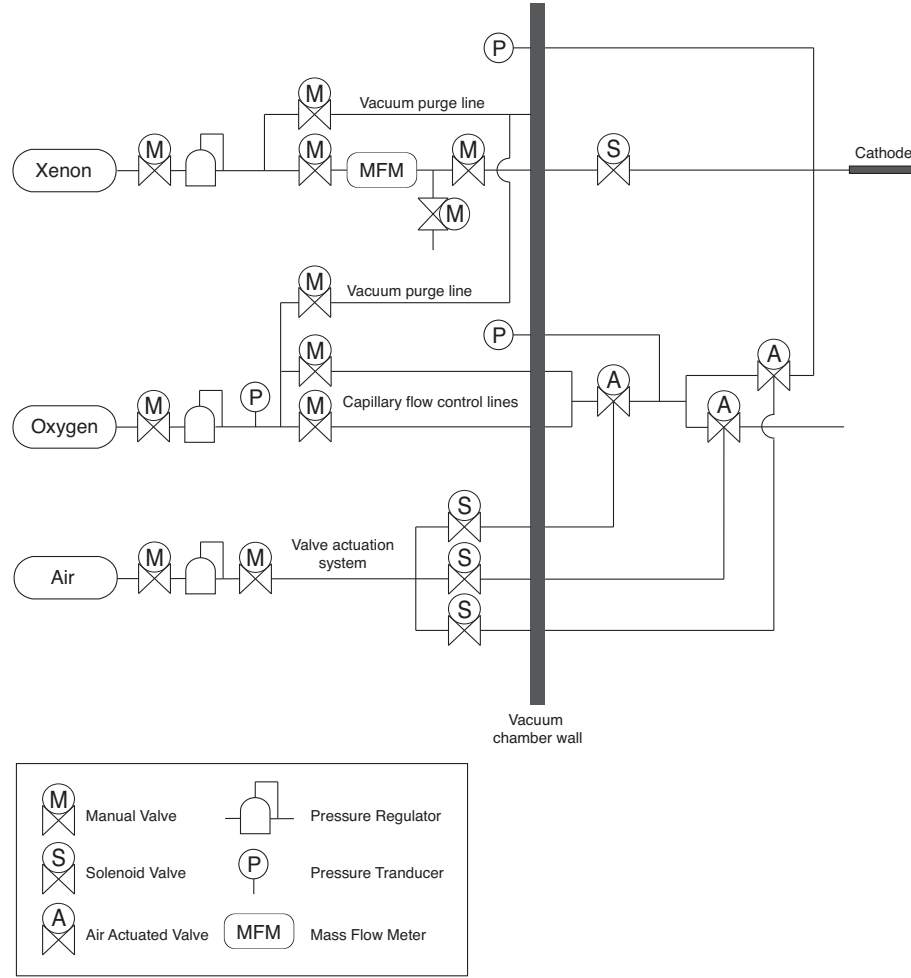 P
M
Vacuum purge line
M
M
MFM
M
S
Cathode
Xenon
M
M
Vacuum purge line
P
M
A
A
M
P
M
Capillary flow control lines
A
Oxygen
S
M
M
Valve actuation
system
S
Air
S
Vacuum
chamber wall
M
Manual Valve
Pressure Regulator
S
Solenoid Valve
P
Pressure Tranducer
A
Air Actuated Valve
MFM
Mass Flow Meter